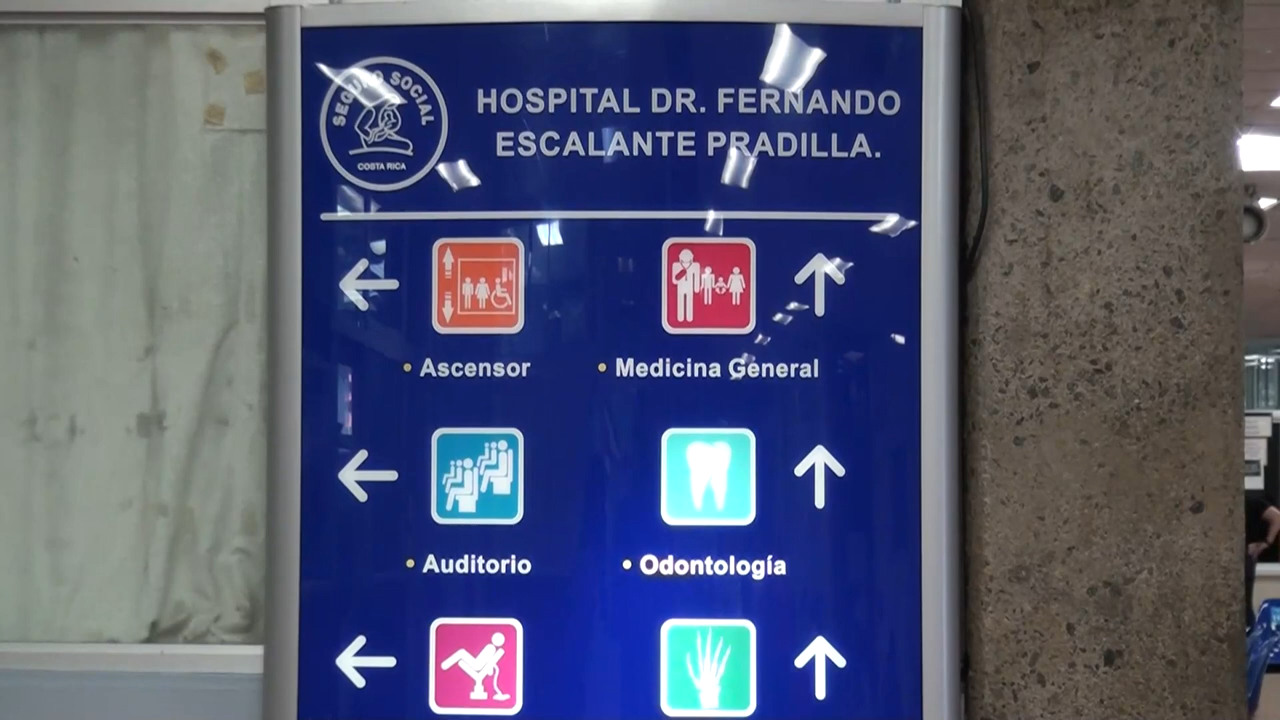 SEGURO SOCIAL
COSTA RICA
HOSPITAL DR. FERNANDO
ESCALANTE PRADILLA.
• Ascensor
• Medicina General
• Auditorio
• Odontología